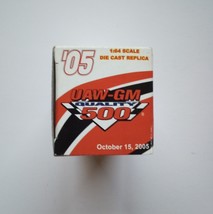 '05
1:64 SCALE
DIE CAST REPLICA
UAW-GM
QUALITY
500
October 15, 2005